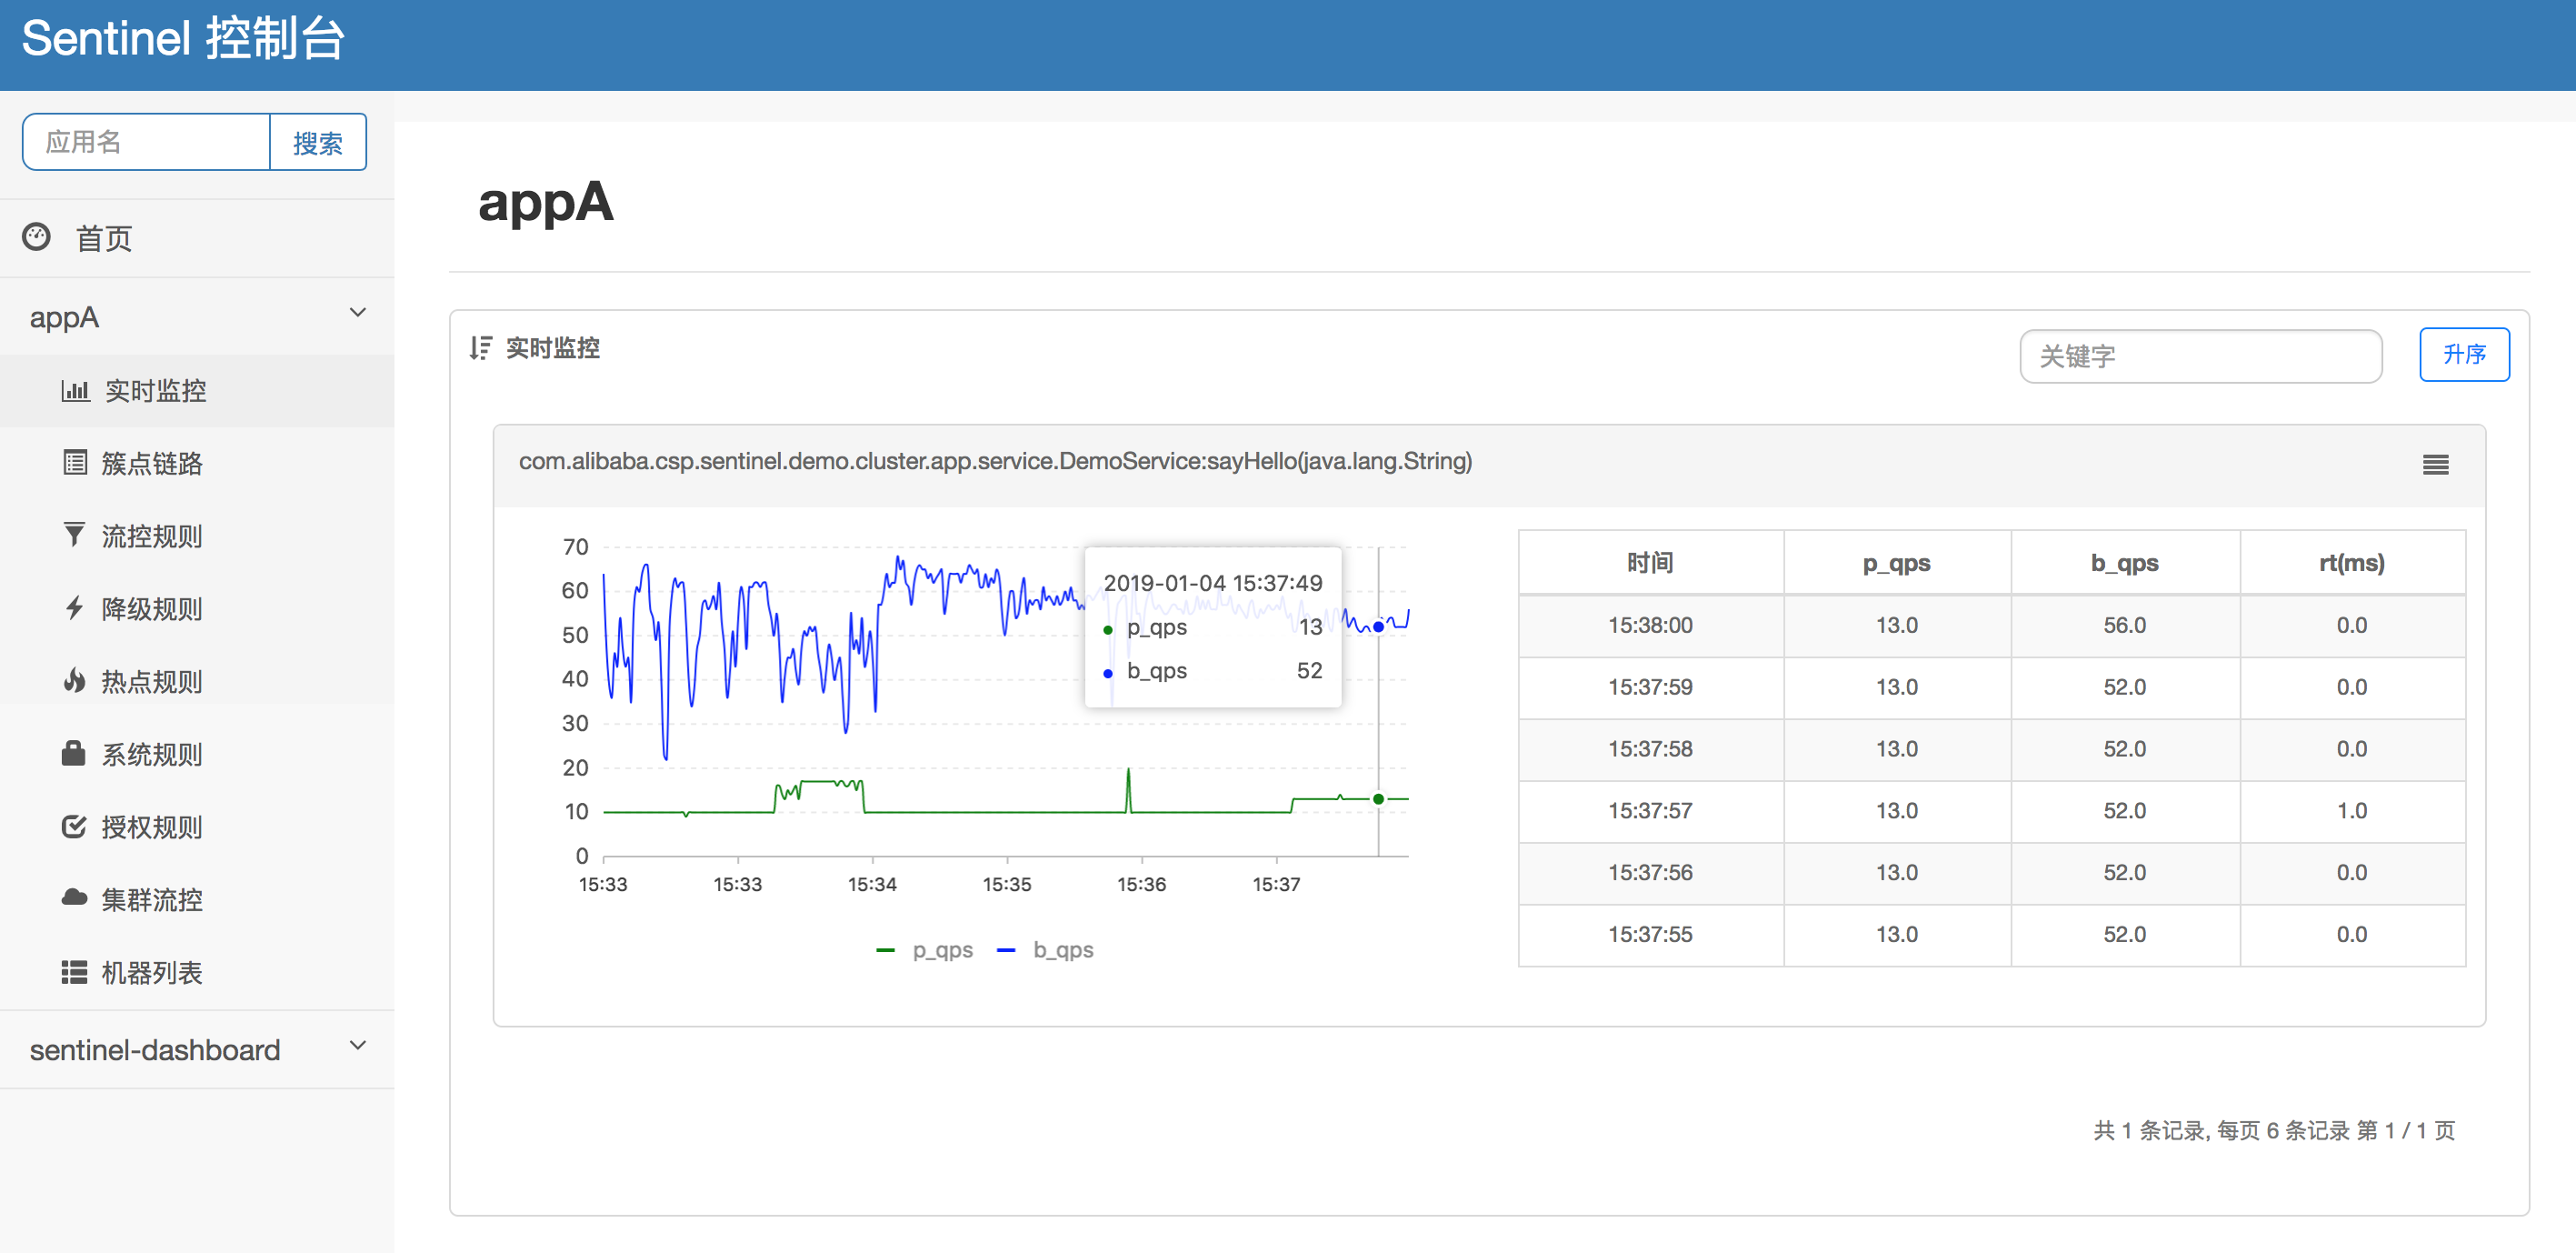 Sentinel 控制台
应用名 搜索
首页
appA
实时监控
簇点链路
流控规则
降级规则
热点规则
系统规则
授权规则
集群流控
机器列表
sentinel-dashboard
appA
实时监控 关键字 升序
com.alibaba.csp.sentinel.demo.cluster.app.service.DemoService:sayHello(java.lang.String)
70
60
50
40
30
20
10
0
15:33 15:33 15:34 15:35 15:36 15:37
2019-01-04 15:37:49
p_qps 13
b_qps 52
p_qps b_qps
时间 p_qps b_qps rt(ms)
15:38:00 13.0 56.0 0.0
15:37:59 13.0 52.0 0.0
15:37:58 13.0 52.0 0.0
15:37:57 13.0 52.0 1.0
15:37:56 13.0 52.0 0.0
15:37:55 13.0 52.0 0.0
共 1 条记录, 每页 6 条记录 第 1 / 1 页